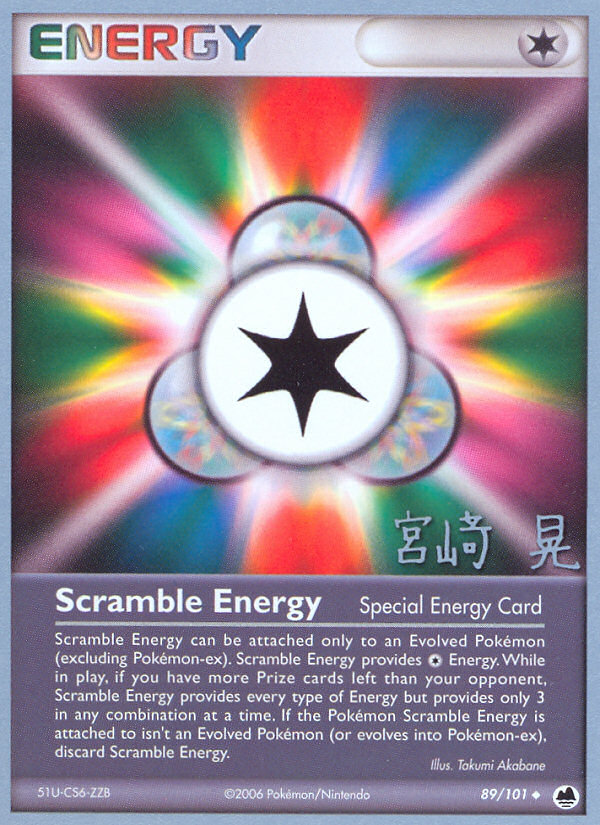 ENERGY
宮崎 晃
Scramble Energy Special Energy Card
Scramble Energy can be attached only to an Evolved Pokémon
(excluding Pokémon-ex). Scramble Energy provides Energy. While
in play, if you have more Prize cards left than your opponent,
Scramble Energy provides every type of Energy but provides only 3
in any combination at a time. If the Pokémon Scramble Energy is
attached to isn't an Evolved Pokémon (or evolves into Pokémon-ex),
discard Scramble Energy.
Illus. Takumi Akabane
51U-CS6-ZZB ©2006 Pokémon/Nintendo 89/101